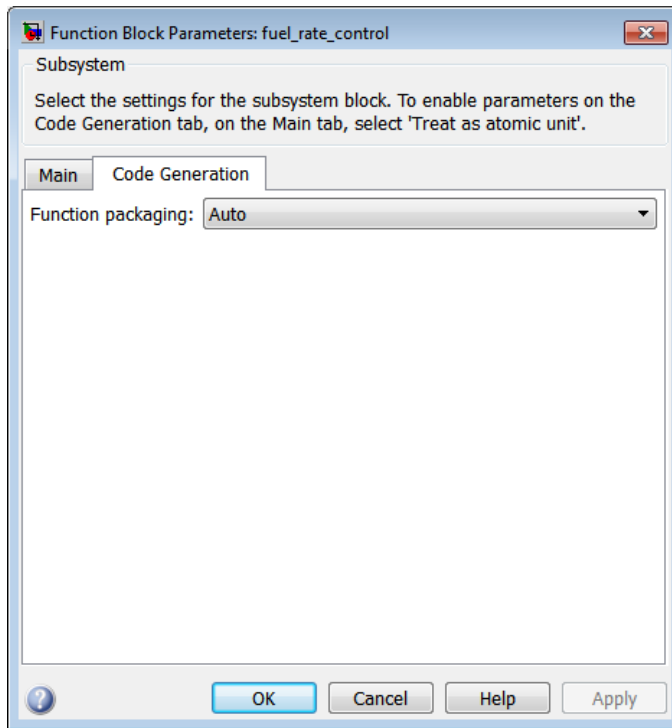 Function Block Parameters: fuel_rate_control
Subsystem
Select the settings for the subsystem block. To enable parameters on the
Code Generation tab, on the Main tab, select 'Treat as atomic unit'.
Main Code Generation
Function packaging: Auto
? OK Cancel Help Apply